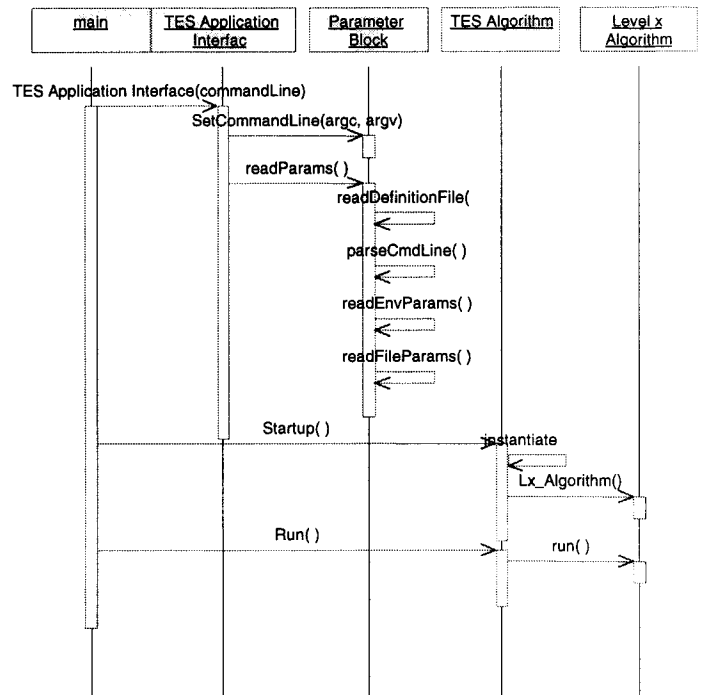 main
TES Application
Interfac
Parameter
Block
TES Algorithm
Level x
Algorithm
TES Application Interface(commandLine)
SetCommandLine(argc, argv)
readParams( )
readDefinitionFile(
parseCmdLine( )
readEnvParams( )
readFileParams( )
Startup( )
instantiate
Lx_Algorithm()
Run( )
run( )